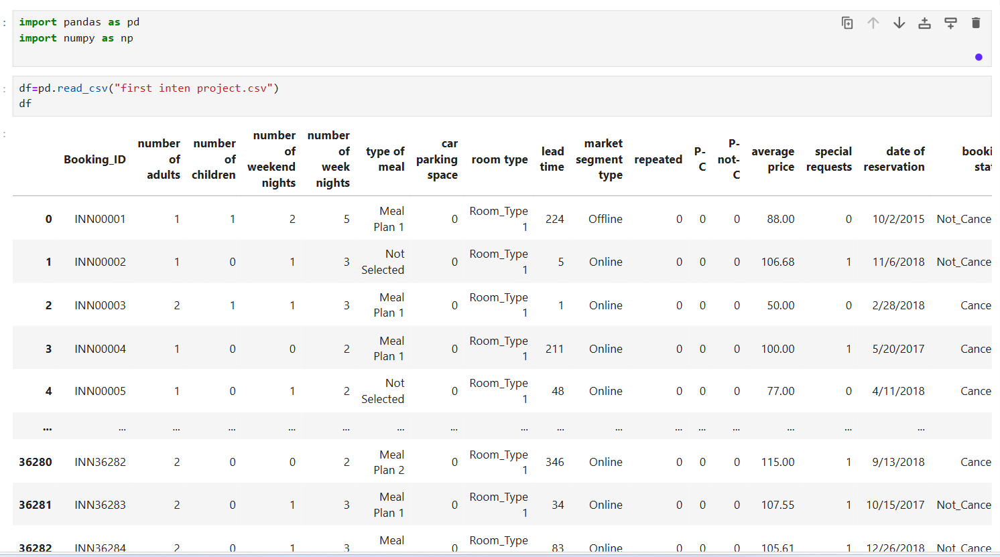 import pandas as pd
import numpy as np
df=pd.read_csv("first inten project.csv")
df
Booking_ID number of adults number of children number of weekend nights number of week nights type of meal car parking space room type lead time market segment type repeated P-C P-not-C average price special requests date of reservation booki sta
0 INN00001 1 1 2 5 Meal Plan 1 0 Room_Type 1 224 Offline 0 0 0 88.00 0 10/2/2015 Not_Cance
1 INN00002 1 0 1 3 Not Selected 0 Room_Type 1 5 Online 0 0 0 106.68 1 11/6/2018 Not_Cance
2 INN00003 2 1 1 3 Meal Plan 1 0 Room_Type 1 1 Online 0 0 0 50.00 0 2/28/2018 Cance
3 INN00004 1 0 0 2 Meal Plan 1 0 Room_Type 1 211 Online 0 0 0 100.00 1 5/20/2017 Cance
4 INN00005 1 0 1 2 Not Selected 0 Room_Type 1 48 Online 0 0 0 77.00 0 4/11/2018 Cance
... ... ... ... ... ... ... ... ... ... ... ... ... ... ... ... ...
36280 INN36282 2 0 0 2 Meal Plan 2 0 Room_Type 1 346 Online 0 0 0 115.00 1 9/13/2018 Cance
36281 INN36283 2 0 1 3 Meal Plan 1 0 Room_Type 1 34 Online 0 0 0 107.55 1 10/15/2017 Not_Cance
36282 INN36284 2 0 1 3 Meal 0 Room_Type 83 Online 0 0 0 105.61 1 12/26/2018 Not_Cance